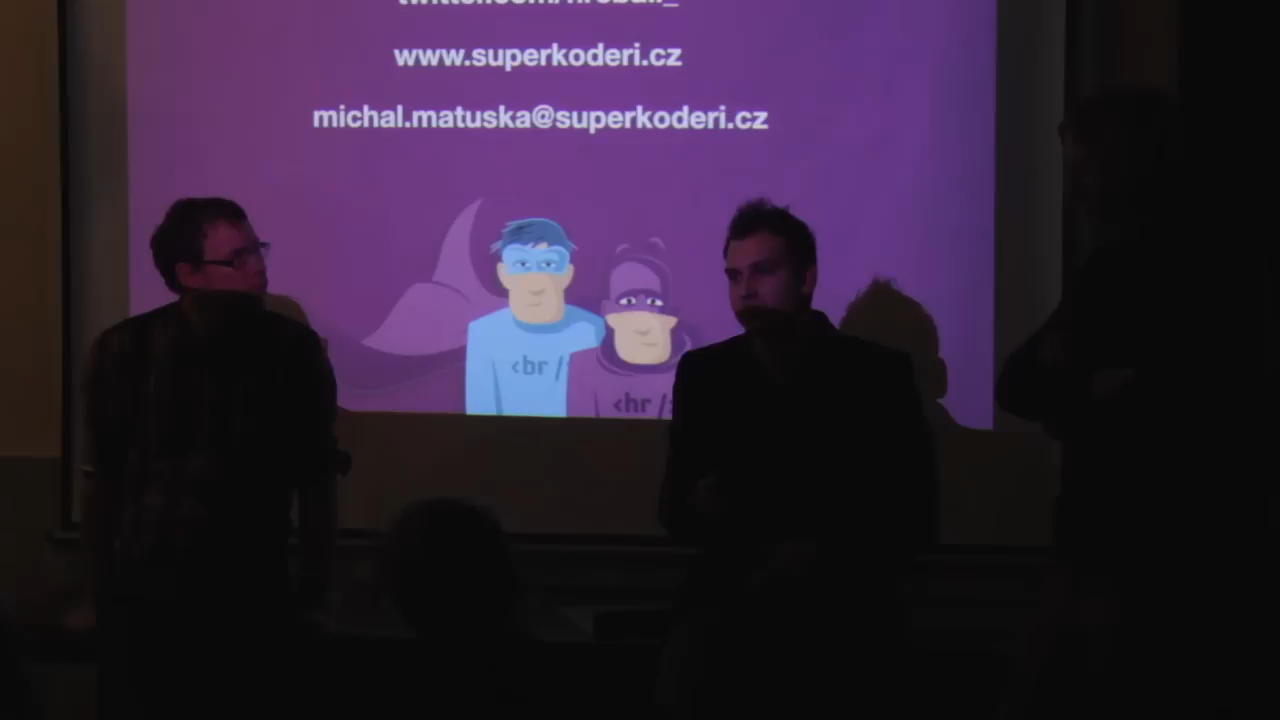 www.superkoderi.cz
michal.matuska@superkoderi.cz
<br /
<hr /